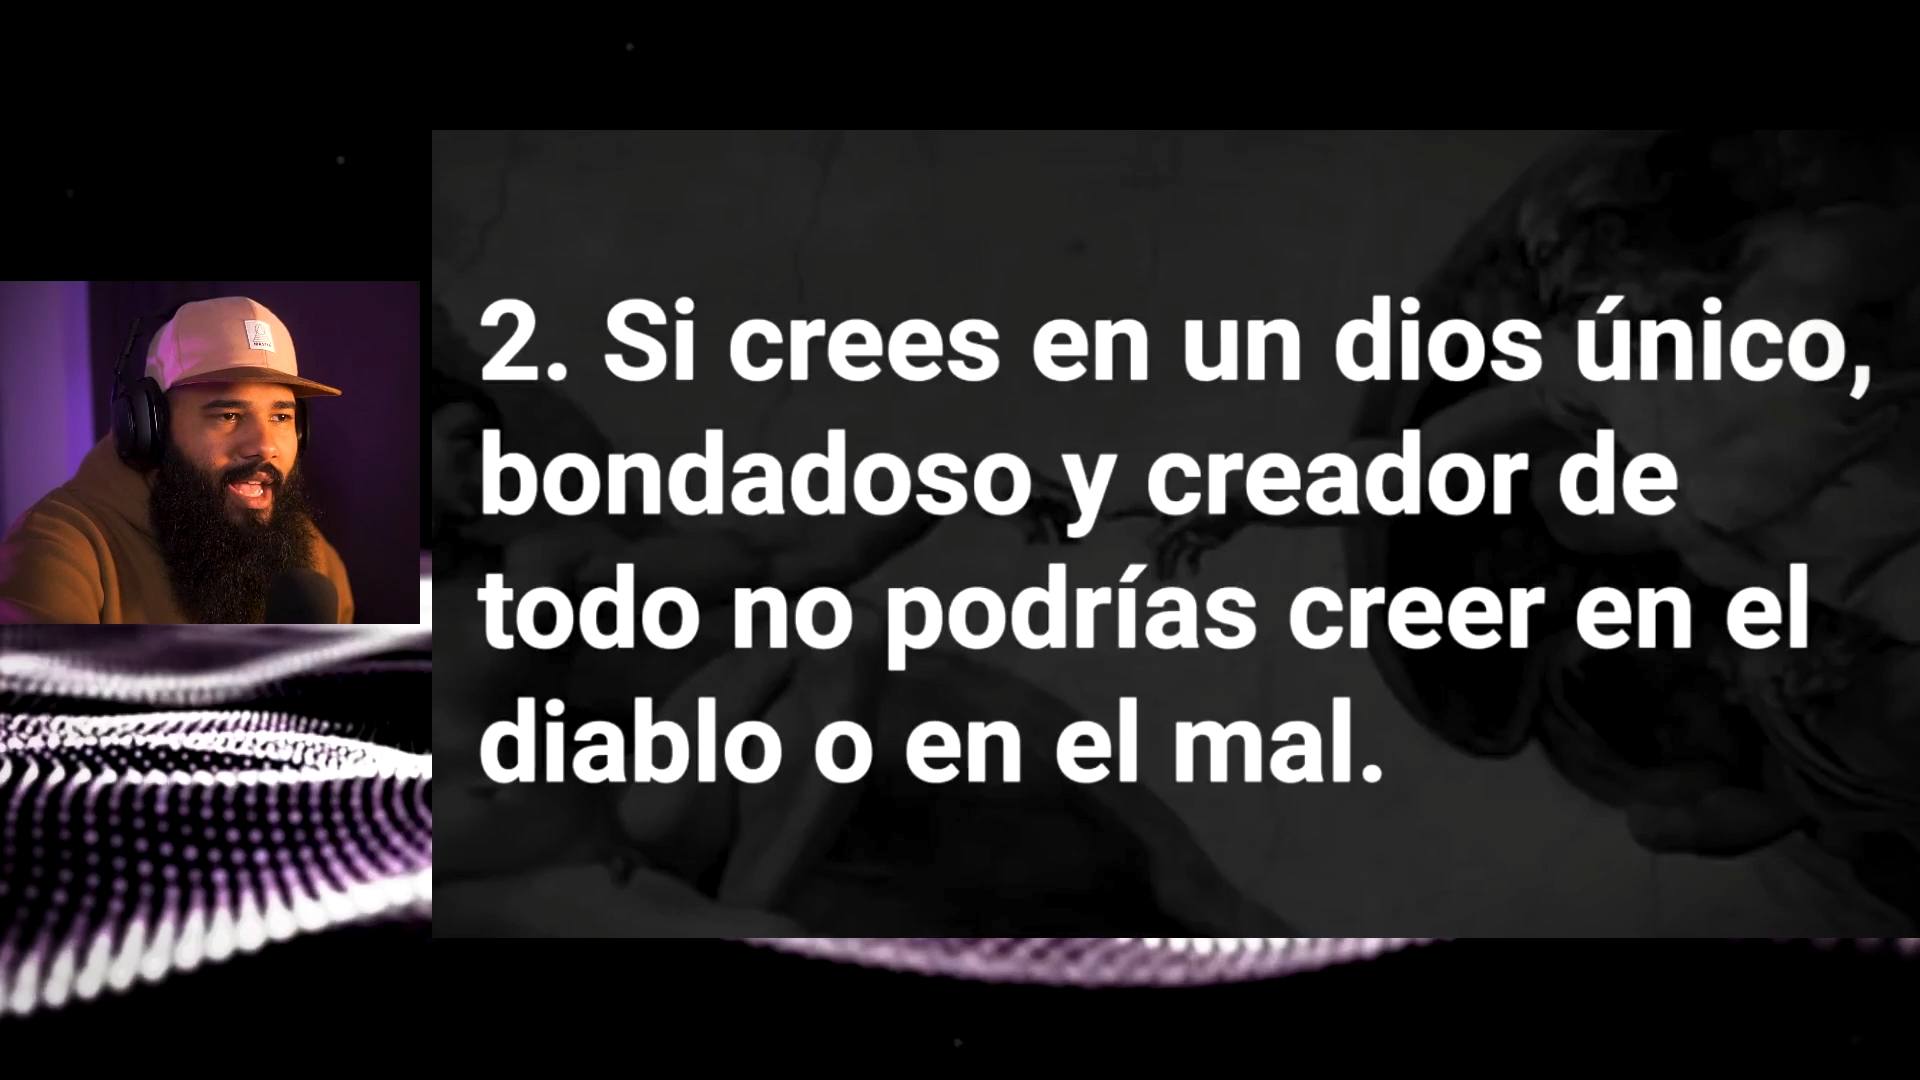 2. Si crees en un dios único,
bondadoso y creador de
todo no podrías creer en el
diablo o en el mal.